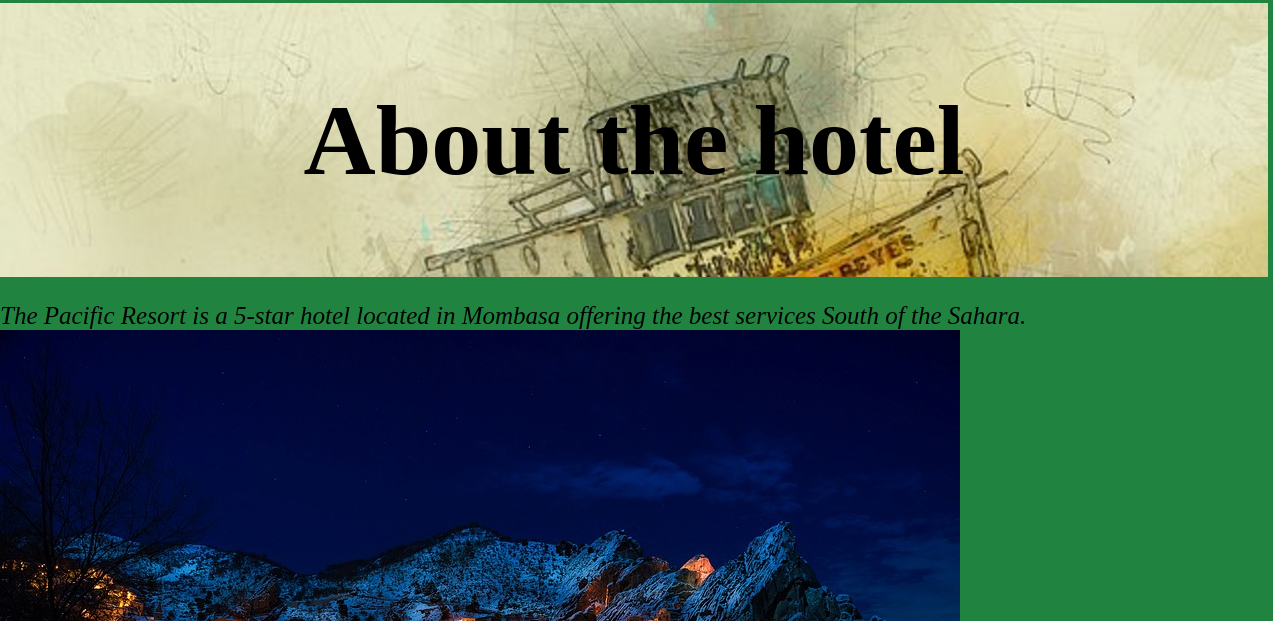 About the hotel
REYES
The Pacific Resort is a 5-star hotel located in Mombasa offering the best services South of the Sahara.